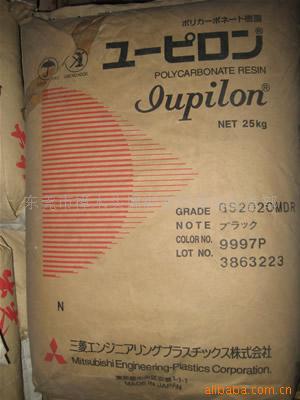 ポリカーボネート樹脂
ユーピロン®
POLYCARBONATE RESIN
Iupilon®
NET 25kg
GRADE GS2020MDR
NOTE ブラック
COLOR NO. 9997P
LOT NO. 3863223
N
三菱エンジニアリングプラスチックス株式会社
Mitsubishi Engineering-Plastics Corporation.
MADE IN JAPAN
alibaba.com.cn